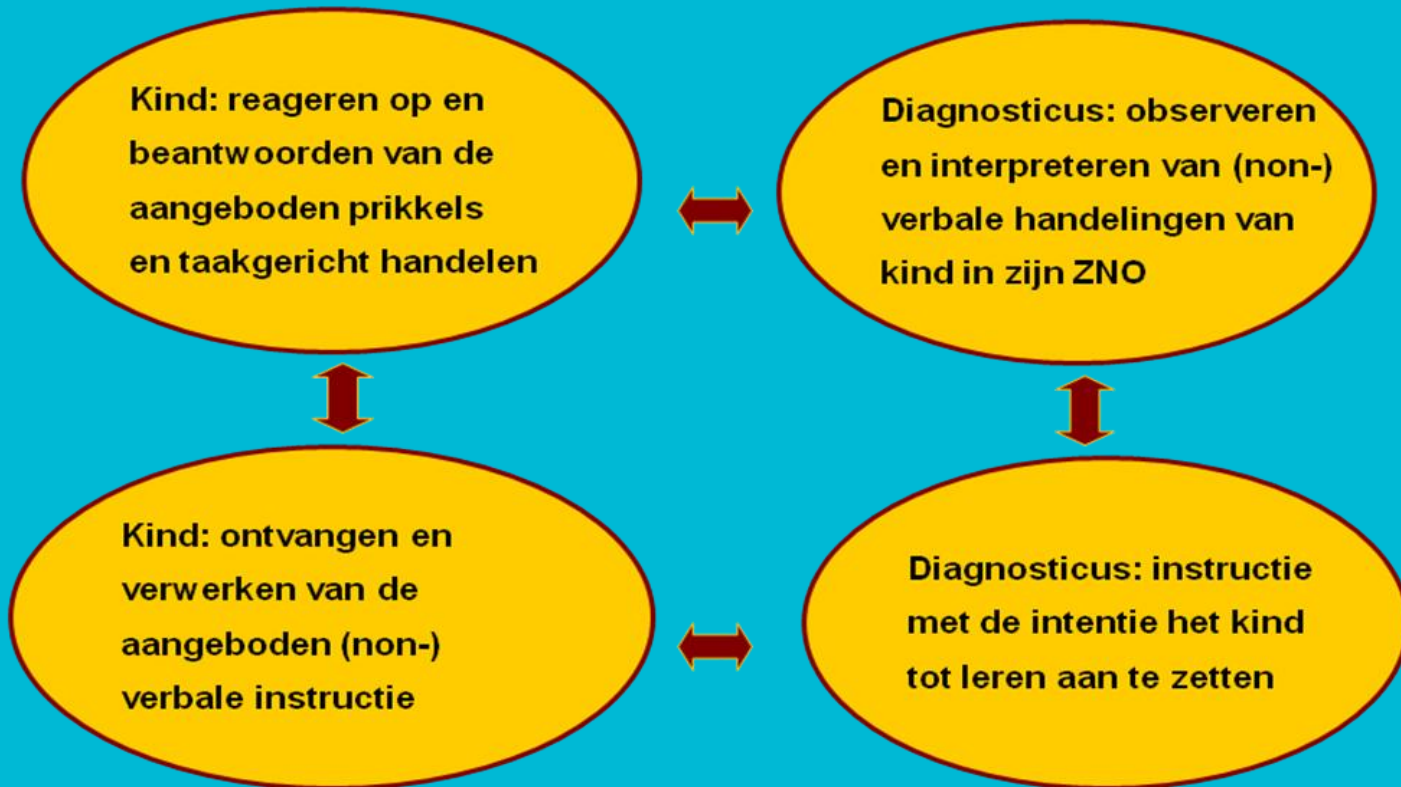 Kind: reageren op en
beantwoorden van de
aangeboden prikkels
en taakgericht handelen
Diagnosticus: observeren
en interpreteren van (non-)
verbale handelingen van
kind in zijn ZNO
Kind: ontvangen en
verwerken van de
aangeboden (non-)
verbale instructie
Diagnosticus: instructie
met de intentie het kind
tot leren aan te zetten